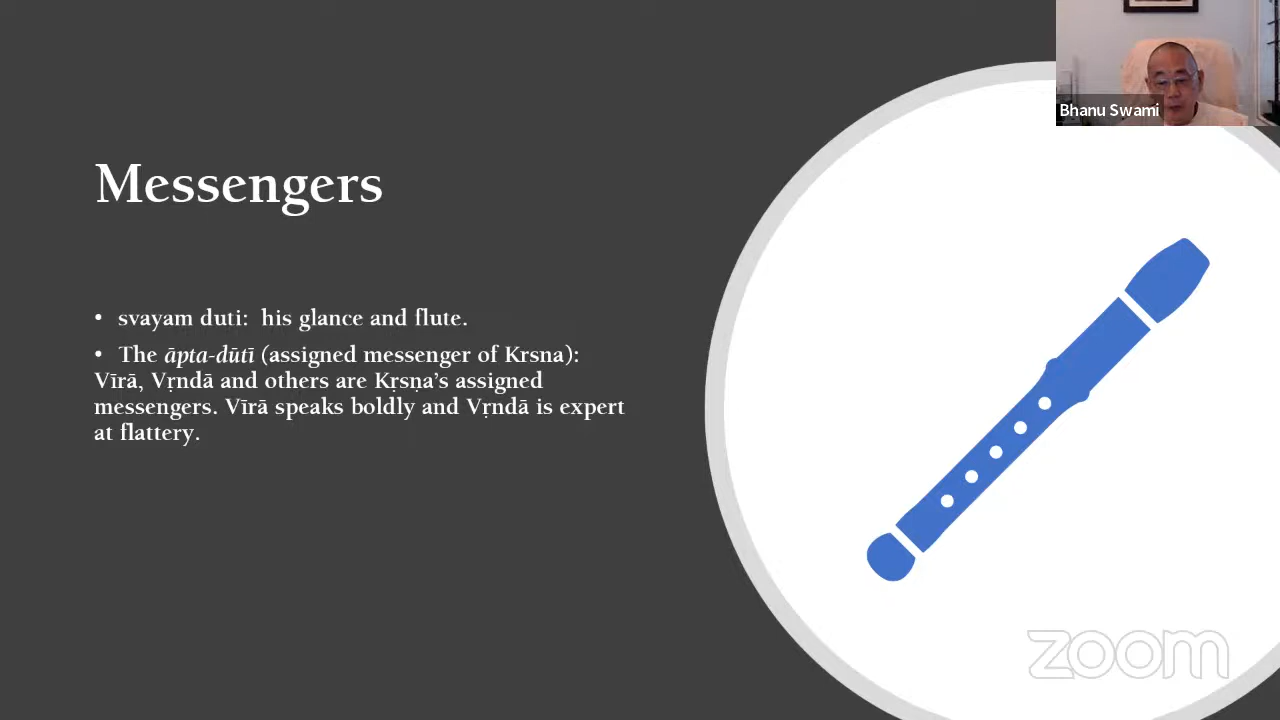 Bhanu Swami
Messengers
• svayam duti:  his glance and flute.
• The āpta-dūtī (assigned messenger of Krsna):
Vīrā, Vṛndā and others are Kṛṣṇa’s assigned
messengers. Vīrā speaks boldly and Vṛndā is expert
at flattery.
zoom